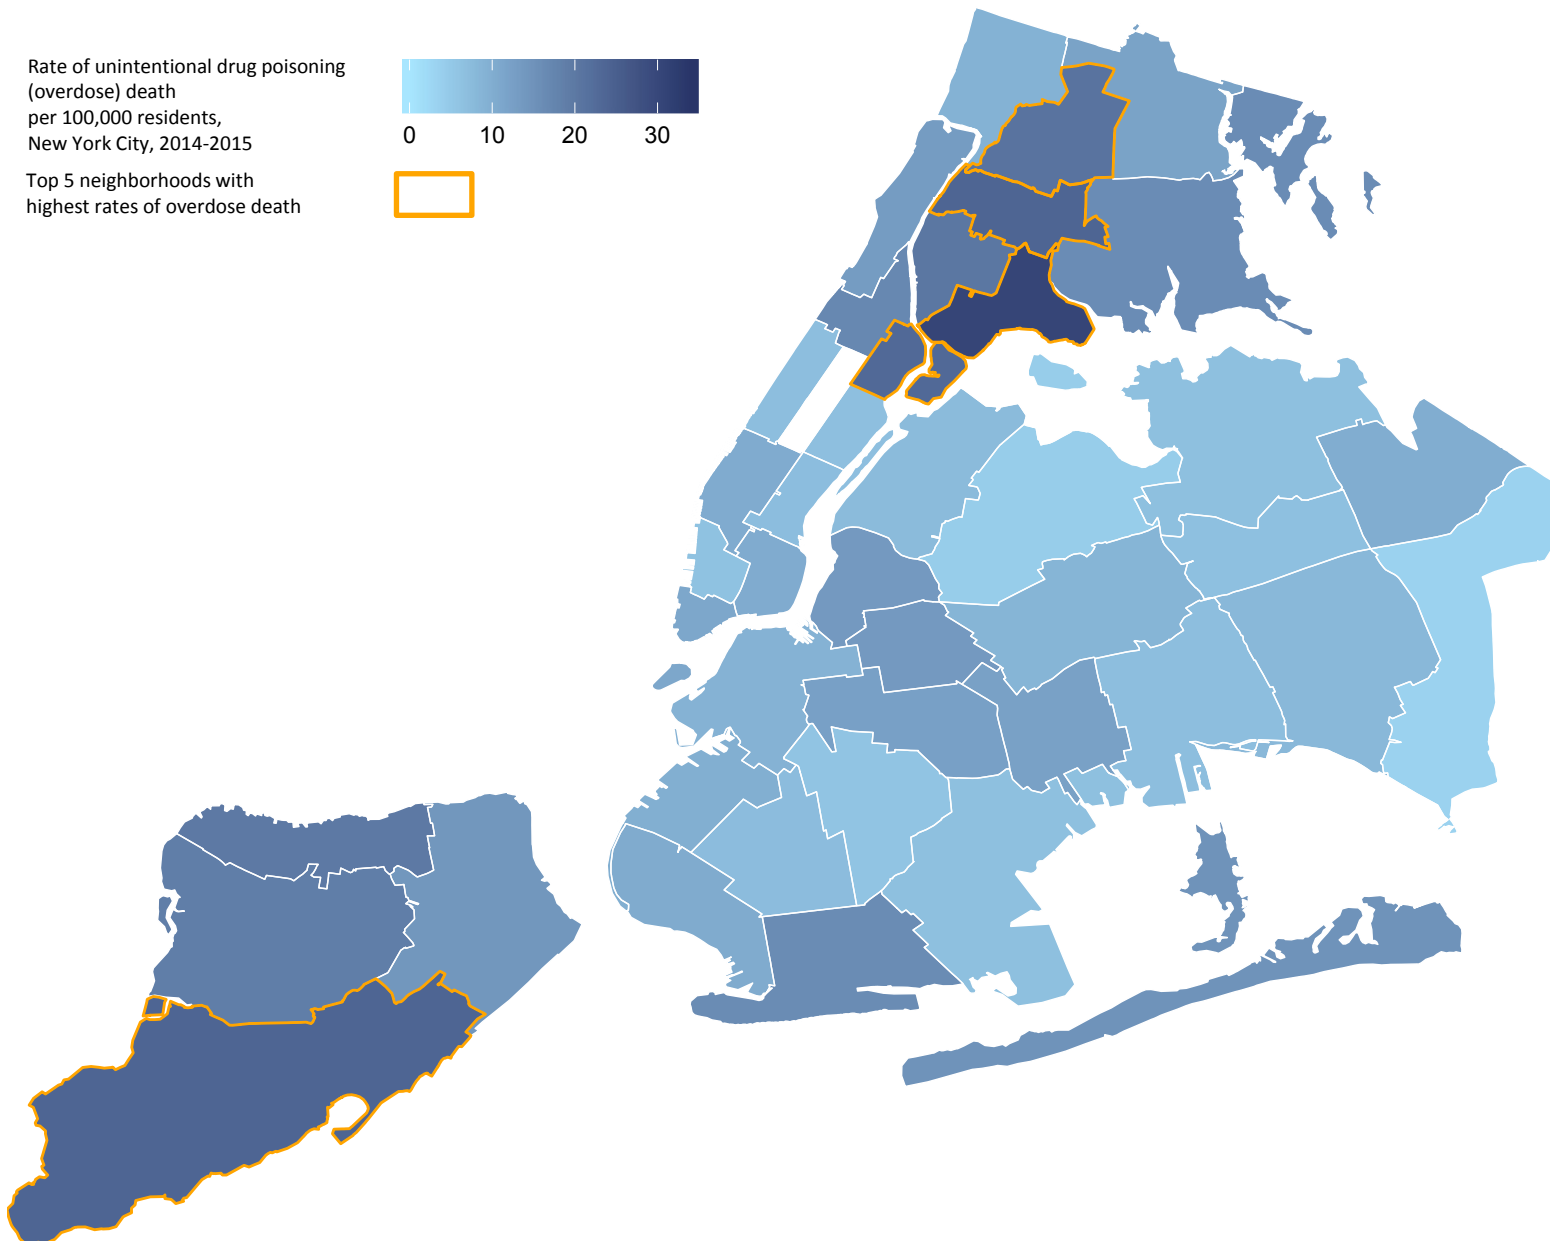 Rate of unintentional drug poisoning
(overdose) death
per 100,000 residents,
New York City, 2014-2015
0 10 20 30
Top 5 neighborhoods with
highest rates of overdose death